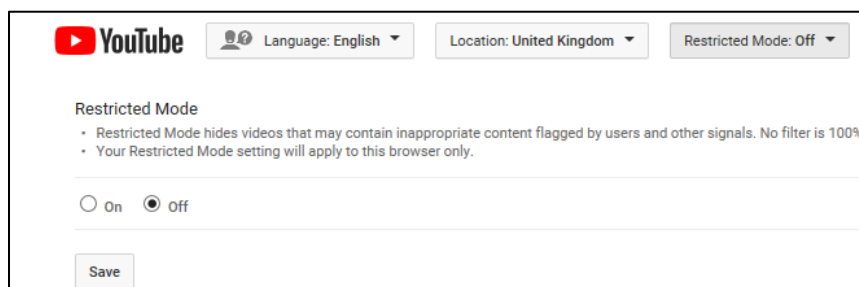 YouTube Language: English Location: United Kingdom Restricted Mode: Off
Restricted Mode
• Restricted Mode hides videos that may contain inappropriate content flagged by users and other signals. No filter is 100%
• Your Restricted Mode setting will apply to this browser only.
On Off
Save